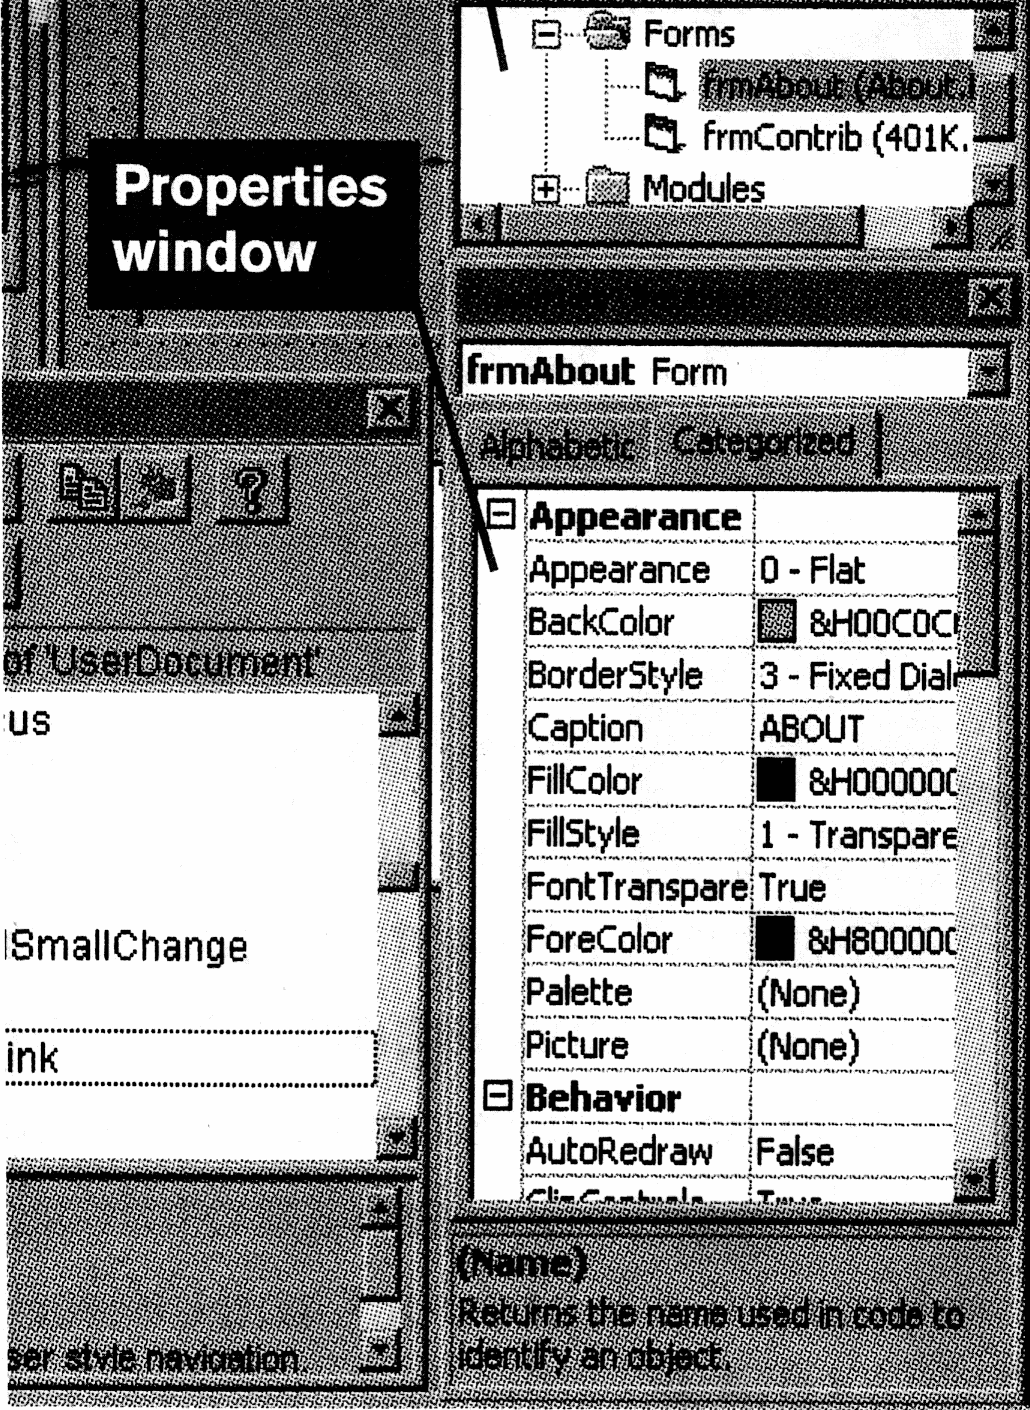 Forms
frmAbout (About.
frmContrib (401K.
Modules
Properties
window
frmAbout Form
Alphabetic Categorized
Appearance
Appearance 0 - Flat
BackColor &H00C0C
BorderStyle 3 - Fixed Dial
Caption ABOUT
FillColor &H000000
FillStyle 1 - Transpare
FontTranspare True
ForeColor &H800000
Palette (None)
Picture (None)
Behavior
AutoRedraw False
ClipControls True
(Name)
Returns the name used in code to
identify an object.
of 'UserDocument'
us
lSmallChange
ink
ser style navigation.